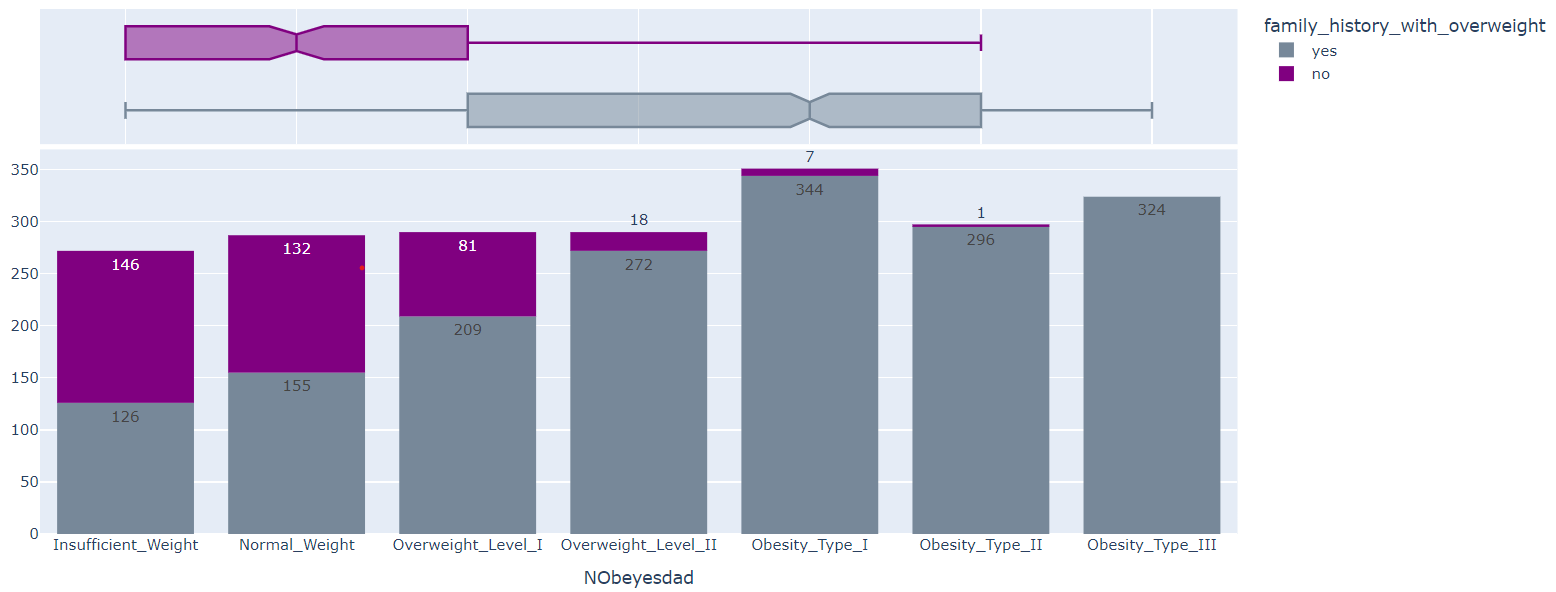 family_history_with_overweight
yes
no
350
300
250
200
150
100
50
0
146
126
132
155
81
209
18
272
7
344
1
296
324
Insufficient_Weight
Normal_Weight
Overweight_Level_I
Overweight_Level_II
Obesity_Type_I
Obesity_Type_II
Obesity_Type_III
NObeyesdad